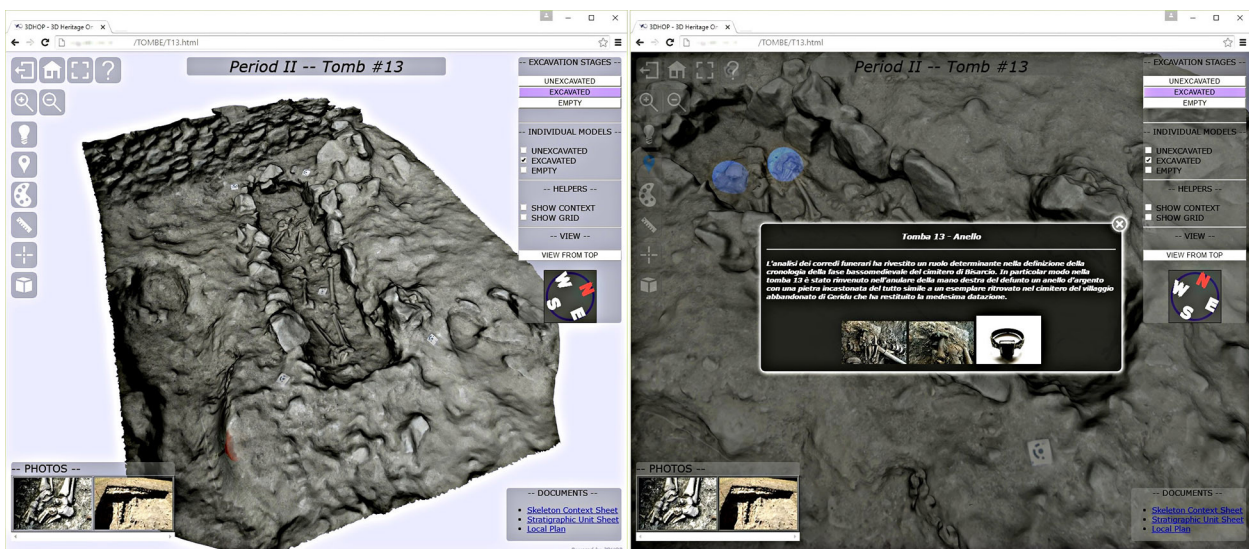 3DHOP - 3D Heritage On
/TOMBE/T13.html
Period II -- Tomb #13
-- EXCAVATION STAGES --
UNEXCAVATED
EXCAVATED
EMPTY
-- INDIVIDUAL MODELS --
UNEXCAVATED
EXCAVATED
EMPTY
-- HELPERS --
SHOW CONTEXT
SHOW GRID
-- VIEW --
VIEW FROM TOP
N
W
E
S
-- PHOTOS --
-- DOCUMENTS --
Skeleton Context Sheet
Stratigraphic Unit Sheet
Local Plan
3DHOP - 3D Heritage On
/TOMBE/T13.html
Period II -- Tomb #13
-- EXCAVATION STAGES --
UNEXCAVATED
EXCAVATED
EMPTY
-- INDIVIDUAL MODELS --
UNEXCAVATED
EXCAVATED
EMPTY
-- HELPERS --
SHOW CONTEXT
SHOW GRID
-- VIEW --
VIEW FROM TOP
N
W
E
S
Tomba 13 - Anello
L'analisi dei corredi funerari ha rivestito un ruolo determinante nella definizione della
cronologia della fase bassomedievale del cimitero di Bisarcio. In particolar modo nella
tomba 13 è stato rinvenuto nell'anulare della mano destra del defunto un anello d'argento
con una pietra incastonata del tutto simile a un esemplare ritrovato nel cimitero del villaggio
abbandonato di Geridu che ha restituito la medesima datazione.
-- PHOTOS --
-- DOCUMENTS --
Skeleton Context Sheet
Stratigraphic Unit Sheet
Local Plan